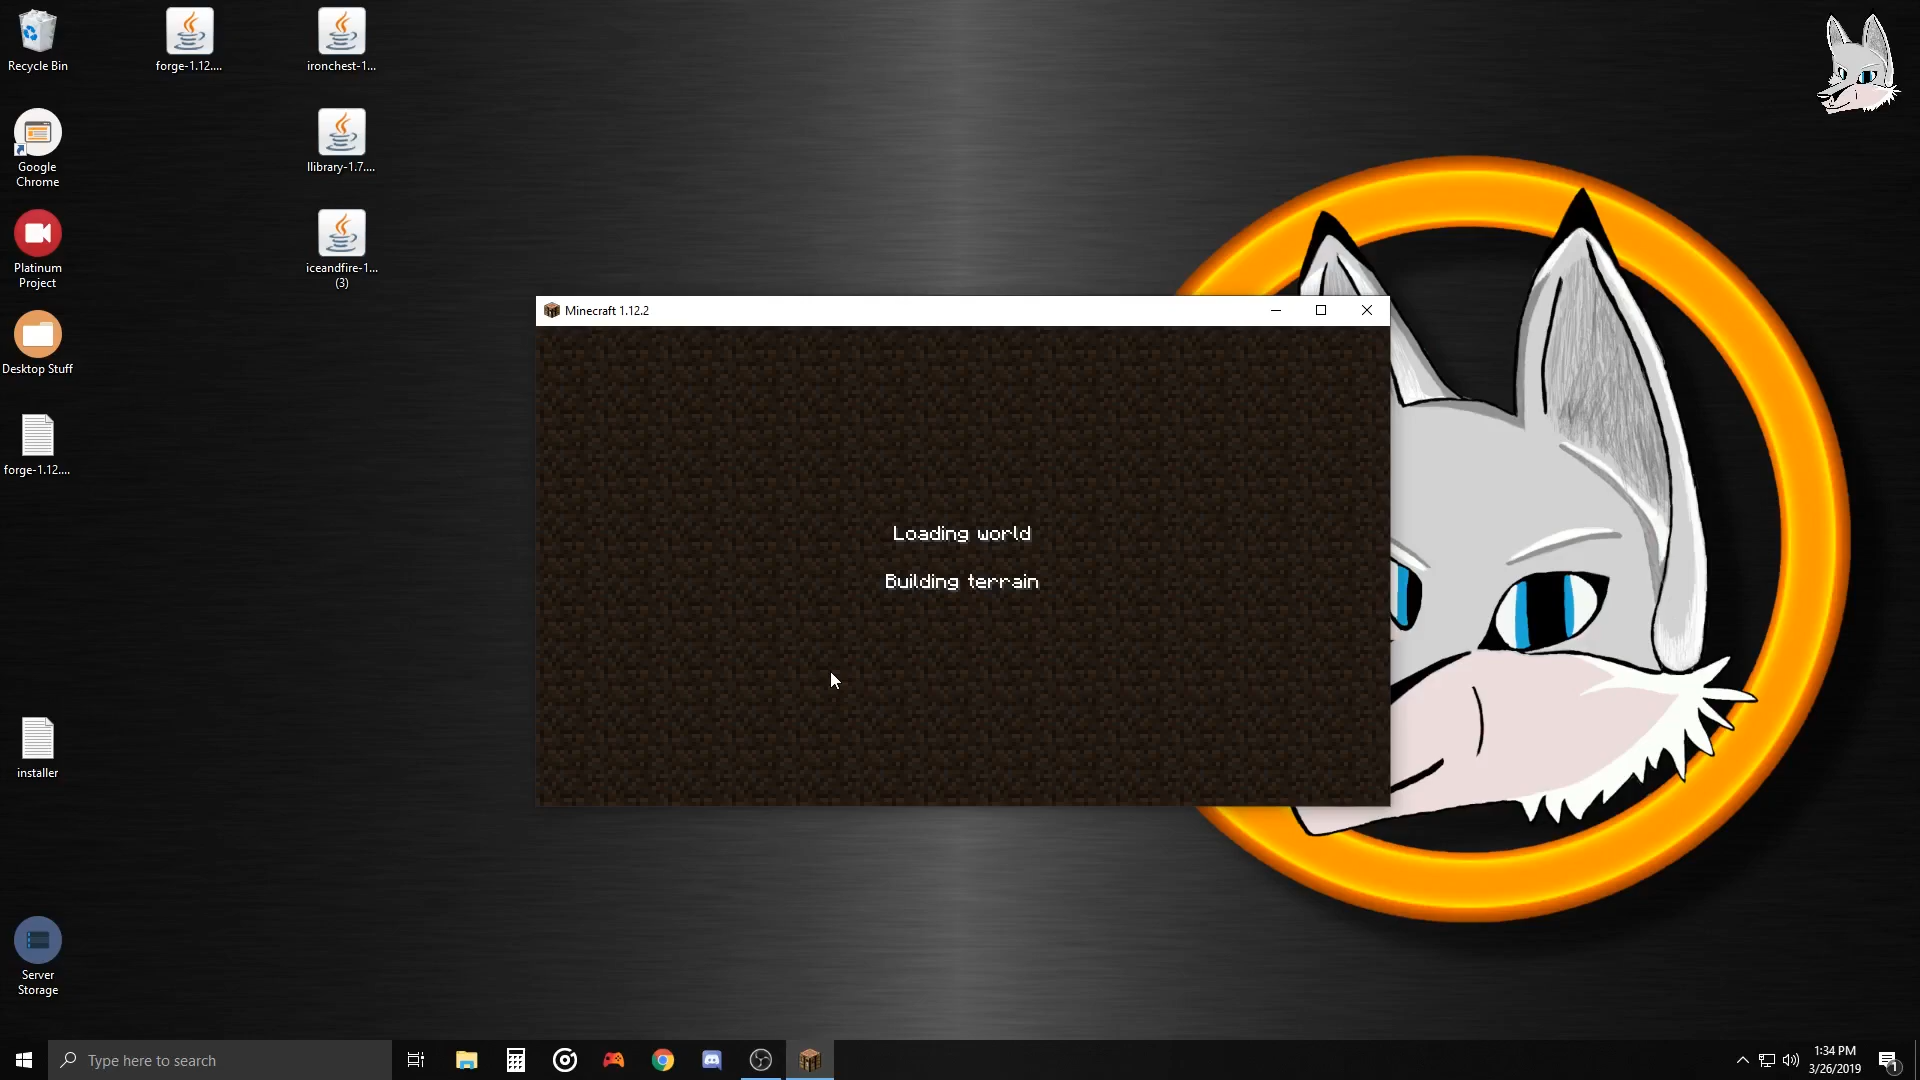 Recycle Bin
forge-1.12....
ironchest-1...
Google
Chrome
llibrary-1.7....
Platinum
Project
iceandfire-1...
(3)
Minecraft 1.12.2
Desktop Stuff
forge-1.12....
Loading world
Building terrain
installer
Server
Storage
Type here to search
1:34 PM
3/26/2019
1